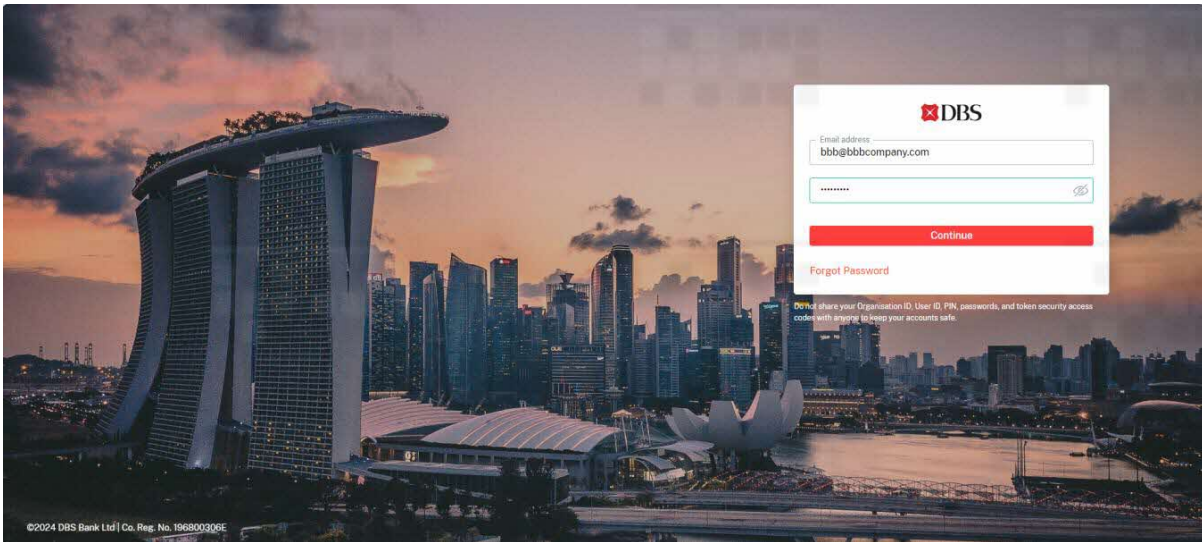 DBS
Email address
bbb@bbbcompany.com
•••••••••
Continue
Forgot Password
Do not share your Organisation ID, User ID, PIN, passwords, and token security access
codes with anyone to keep your accounts safe.
©2024 DBS Bank Ltd | Co. Reg. No. 196800306E